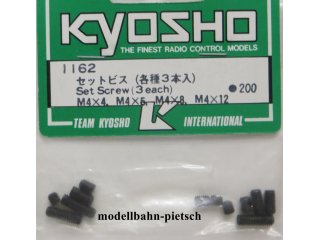 KYOSHO
THE FINEST RADIO CONTROL MODELS
1162
セットビス (各種3本入)
Set Screw (3 each)
M4×4, M4×5, M4×8, M4×12
●200
TEAM KYOSHO K INTERNATIONAL
modellbahn-pietsch